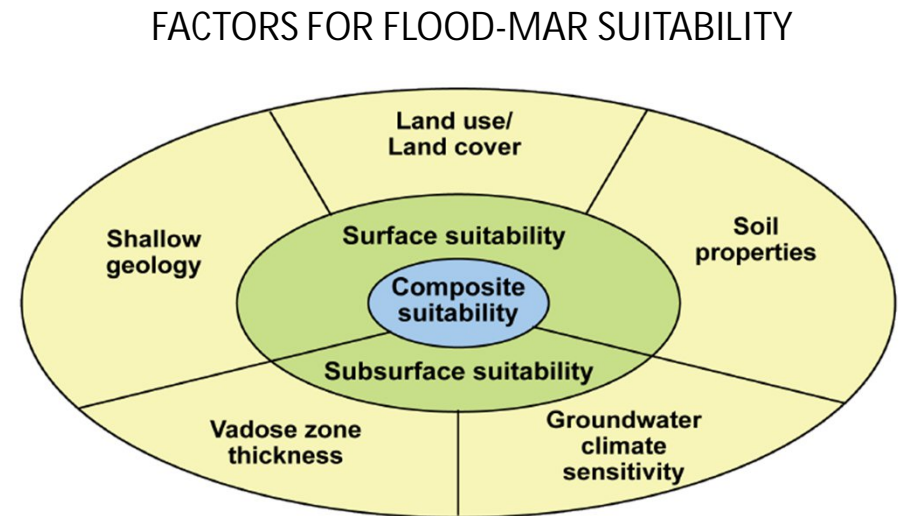 FACTORS FOR FLOOD-MAR SUITABILITY
Land use/
Land cover
Shallow
geology
Surface suitability
Soil
properties
Composite
suitability
Subsurface suitability
Vadose zone
thickness
Groundwater
climate
sensitivity